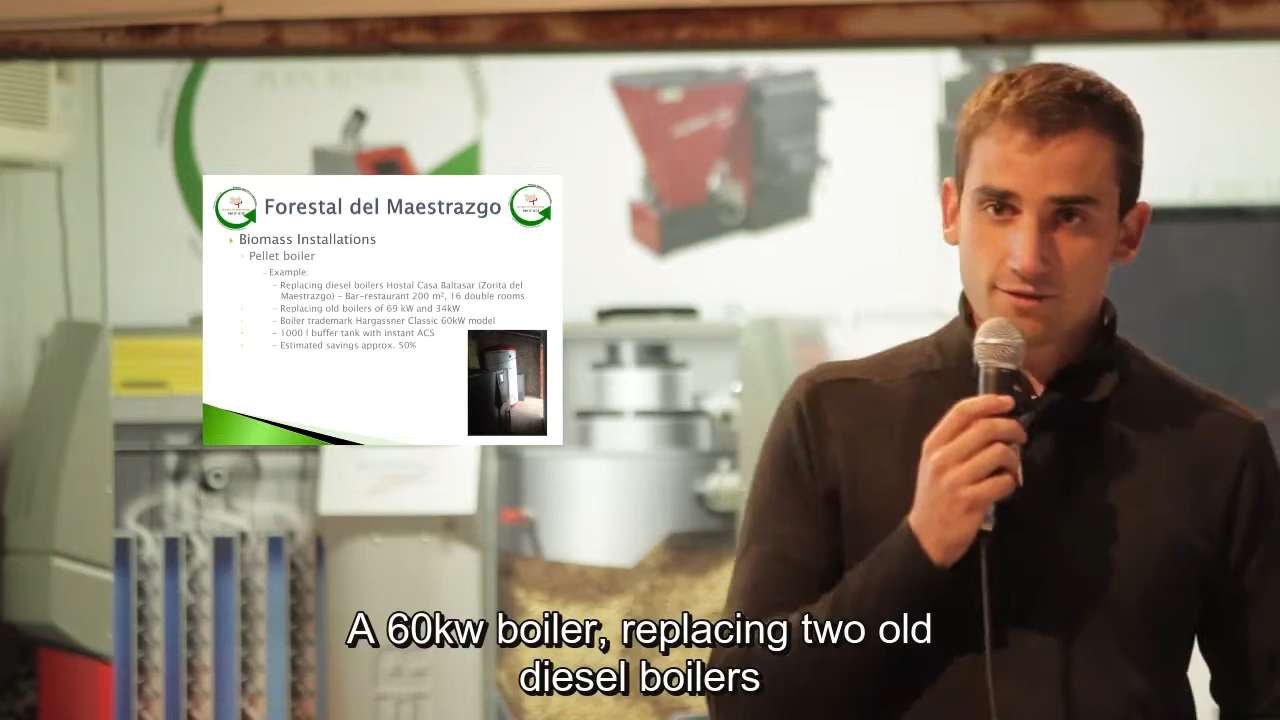 Forestal del Maestrazgo
Biomass Installations
Pellet boiler
– Example:
– Replacing diesel boilers Hostal Casa Baltasar (Zorita del
Maestrazgo) – Bar-restaurant 200 m², 16 double rooms
– Replacing old boilers of 69 kW and 34kW
– Boiler trademark Hargassner Classic 60kW model
– 1000 l buffer tank with instant ACS
– Estimated savings approx. 50%
A 60kw boiler, replacing two old
diesel boilers